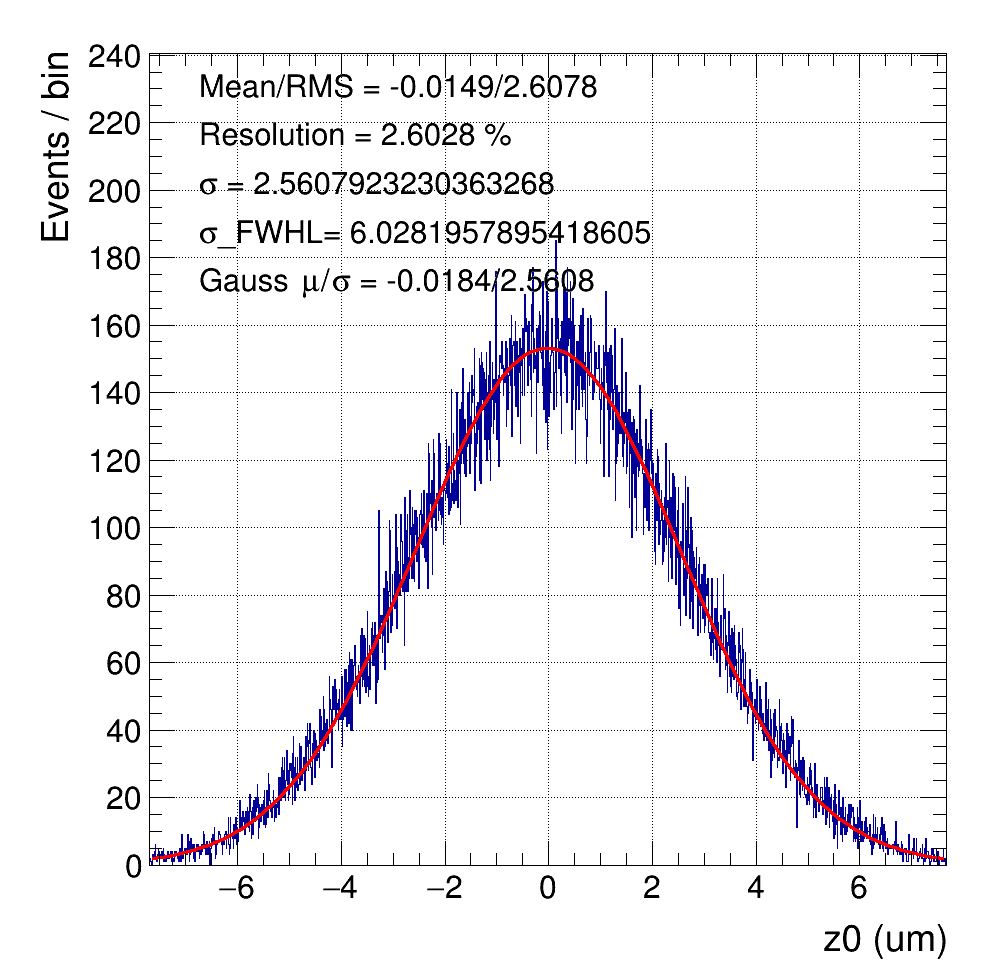 Events / bin
240
220
200
180
160
140
120
100
80
60
40
20
0
Mean/RMS = -0.0149/2.6078
Resolution = 2.6028 %
σ = 2.5607923230363268
σ_FWHL= 6.0281957895418605
Gauss μ/σ = -0.0184/2.5608
−6 −4 −2 0 2 4 6
z0 (um)